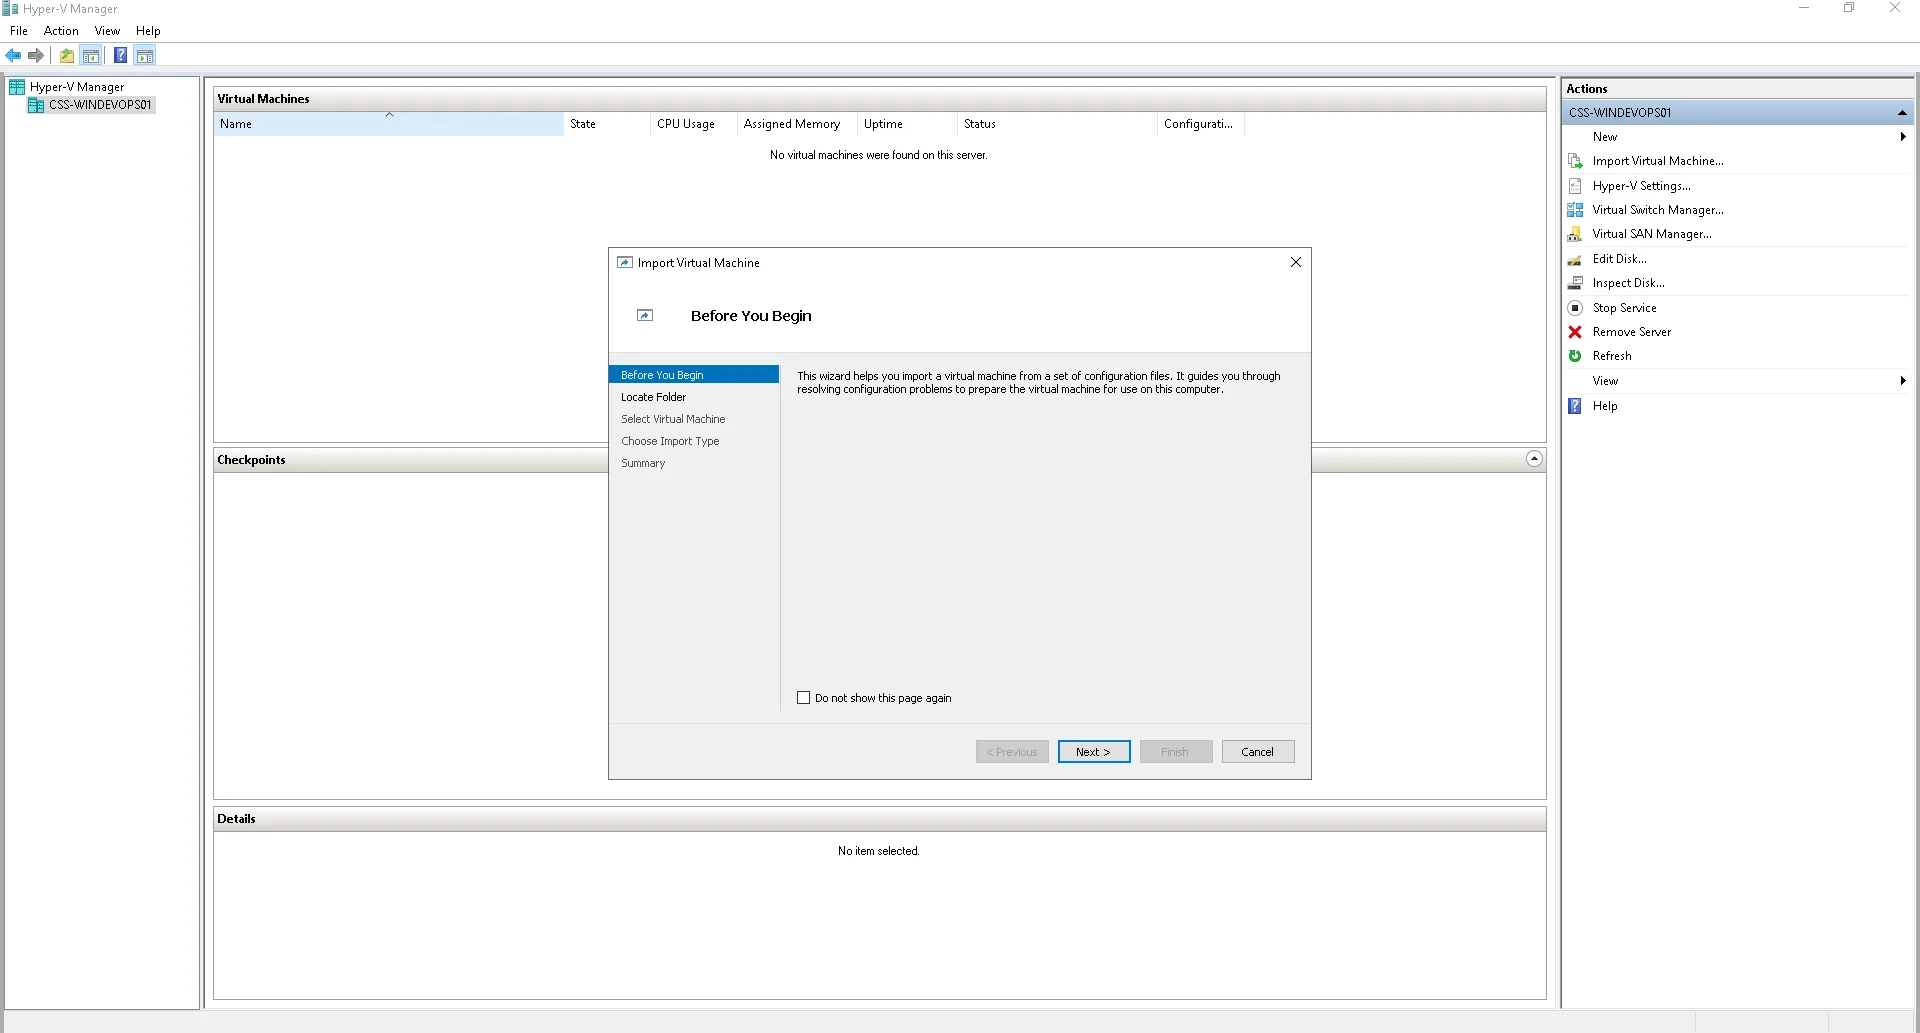 Hyper-V Manager
File Action View Help
Hyper-V Manager
CSS-WINDEVOPS01
Virtual Machines
Name State CPU Usage Assigned Memory Uptime Status Configurati...
No virtual machines were found on this server.
Import Virtual Machine
Before You Begin
Before You Begin
Locate Folder
Select Virtual Machine
Choose Import Type
Summary
This wizard helps you import a virtual machine from a set of configuration files. It guides you through
resolving configuration problems to prepare the virtual machine for use on this computer.
Do not show this page again
< Previous Next > Finish Cancel
Checkpoints
Details
No item selected.
Actions
CSS-WINDEVOPS01
New
Import Virtual Machine...
Hyper-V Settings...
Virtual Switch Manager...
Virtual SAN Manager...
Edit Disk...
Inspect Disk...
Stop Service
Remove Server
Refresh
View
Help